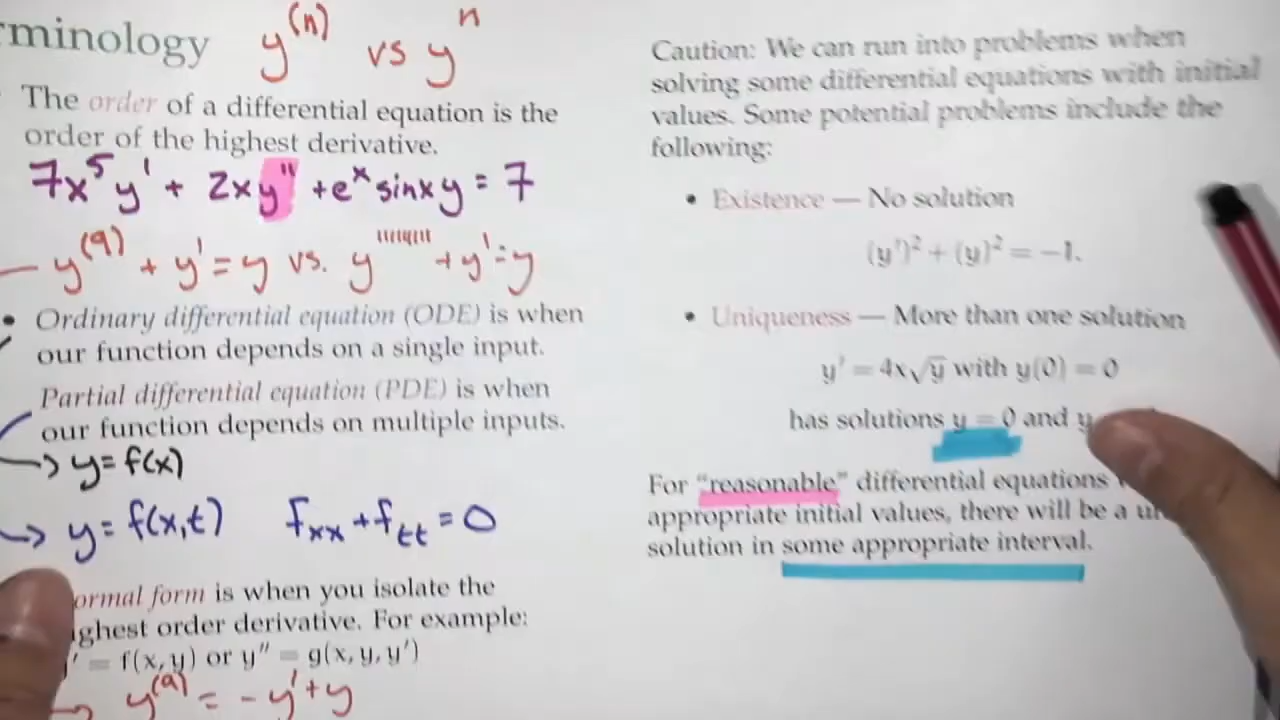 rminology y^(n) vs y^n
The order of a differential equation is the
order of the highest derivative.
7x^5 y' + 2xy'' + e^x sinx y = 7
y^(9) + y' = y vs. y''''''''' + y' = y
• Ordinary differential equation (ODE) is when
our function depends on a single input.
Partial differential equation (PDE) is when
our function depends on multiple inputs.
→ y = f(x)
→ y = f(x,t) f_xx + f_tt = 0
ormal form is when you isolate the
ghest order derivative. For example:
y' = f(x, y) or y'' = g(x, y, y')
→ y^(9) = -y' + y
Caution: We can run into problems when
solving some differential equations with initial
values. Some potential problems include the
following:
• Existence — No solution
(y')² + (y)² = −1.
• Uniqueness — More than one solution
y' = 4x√y with y(0) = 0
has solutions y = 0 and y
For "reasonable" differential equations
appropriate initial values, there will be a
solution in some appropriate interval.